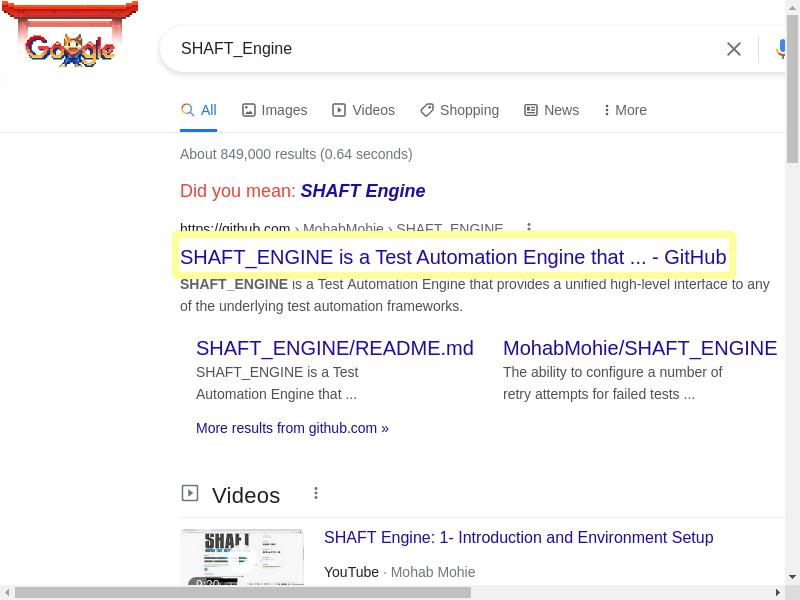 Google
SHAFT_Engine
All Images Videos Shopping News More
About 849,000 results (0.64 seconds)
Did you mean: SHAFT Engine
https://github.com › MohabMohie › SHAFT_ENGINE
SHAFT_ENGINE is a Test Automation Engine that ... - GitHub
SHAFT_ENGINE is a Test Automation Engine that provides a unified high-level interface to any
of the underlying test automation frameworks.
SHAFT_ENGINE/README.md
SHAFT_ENGINE is a Test
Automation Engine that ...
MohabMohie/SHAFT_ENGINE
The ability to configure a number of
retry attempts for failed tests ...
More results from github.com »
Videos
SHAFT
9:20
SHAFT Engine: 1- Introduction and Environment Setup
YouTube · Mohab Mohie